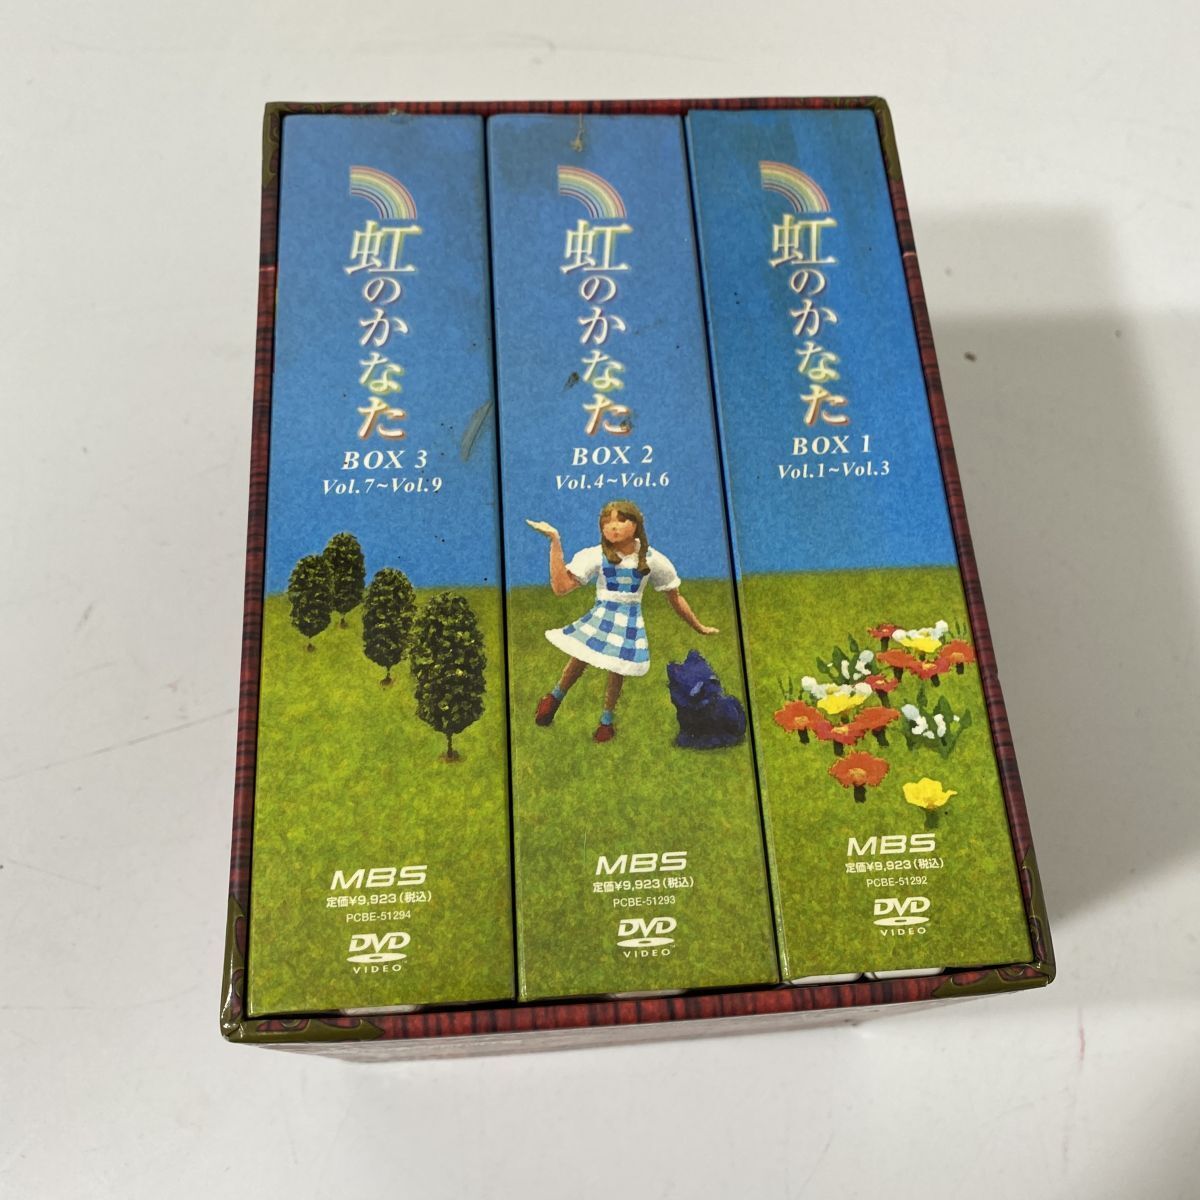 虹のかなた
BOX 3
Vol.7~Vol.9
MBS
定価¥9,923(税込)
PCBE-51294
DVD
VIDEO
虹のかなた
BOX 2
Vol.4~Vol.6
MBS
定価¥9,923(税込)
PCBE-51293
DVD
VIDEO
虹のかなた
BOX 1
Vol.1~Vol.3
MBS
定価¥9,923(税込)
PCBE-51292
DVD
VIDEO